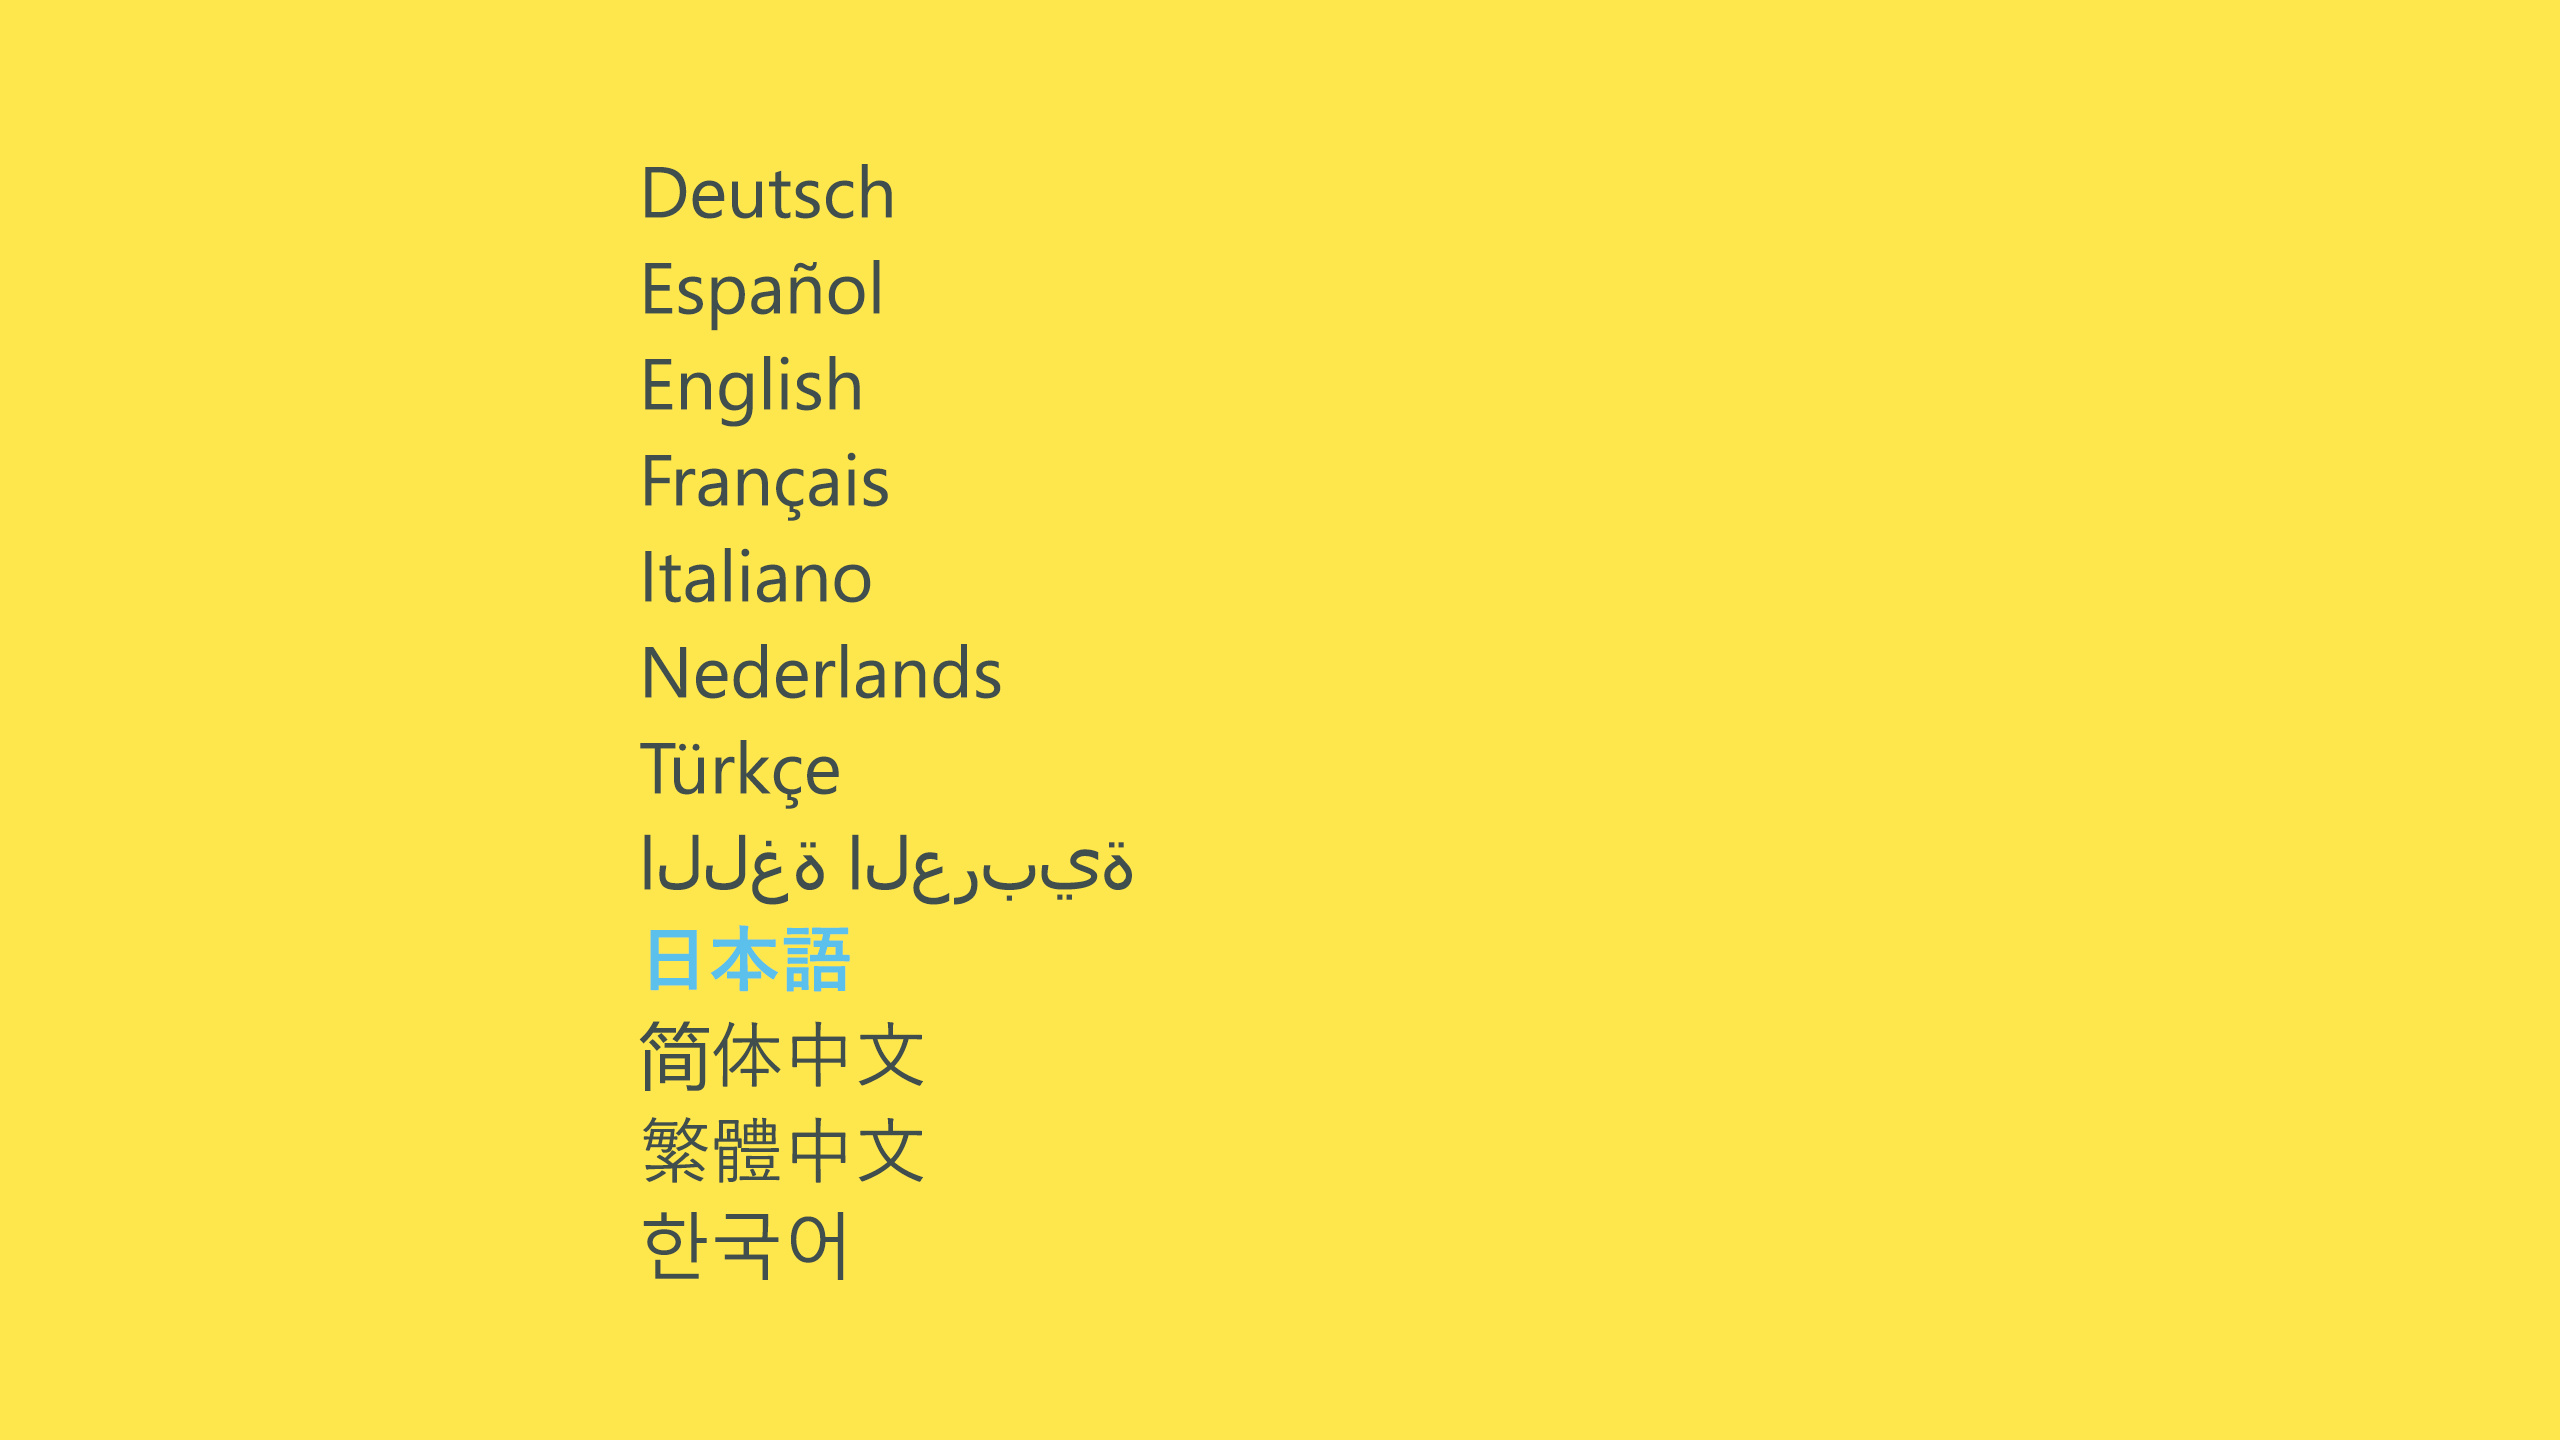 Deutsch
Español
English
Français
Italiano
Nederlands
Türkçe
اللغة العربية
日本語
简体中文
繁體中文
한국어